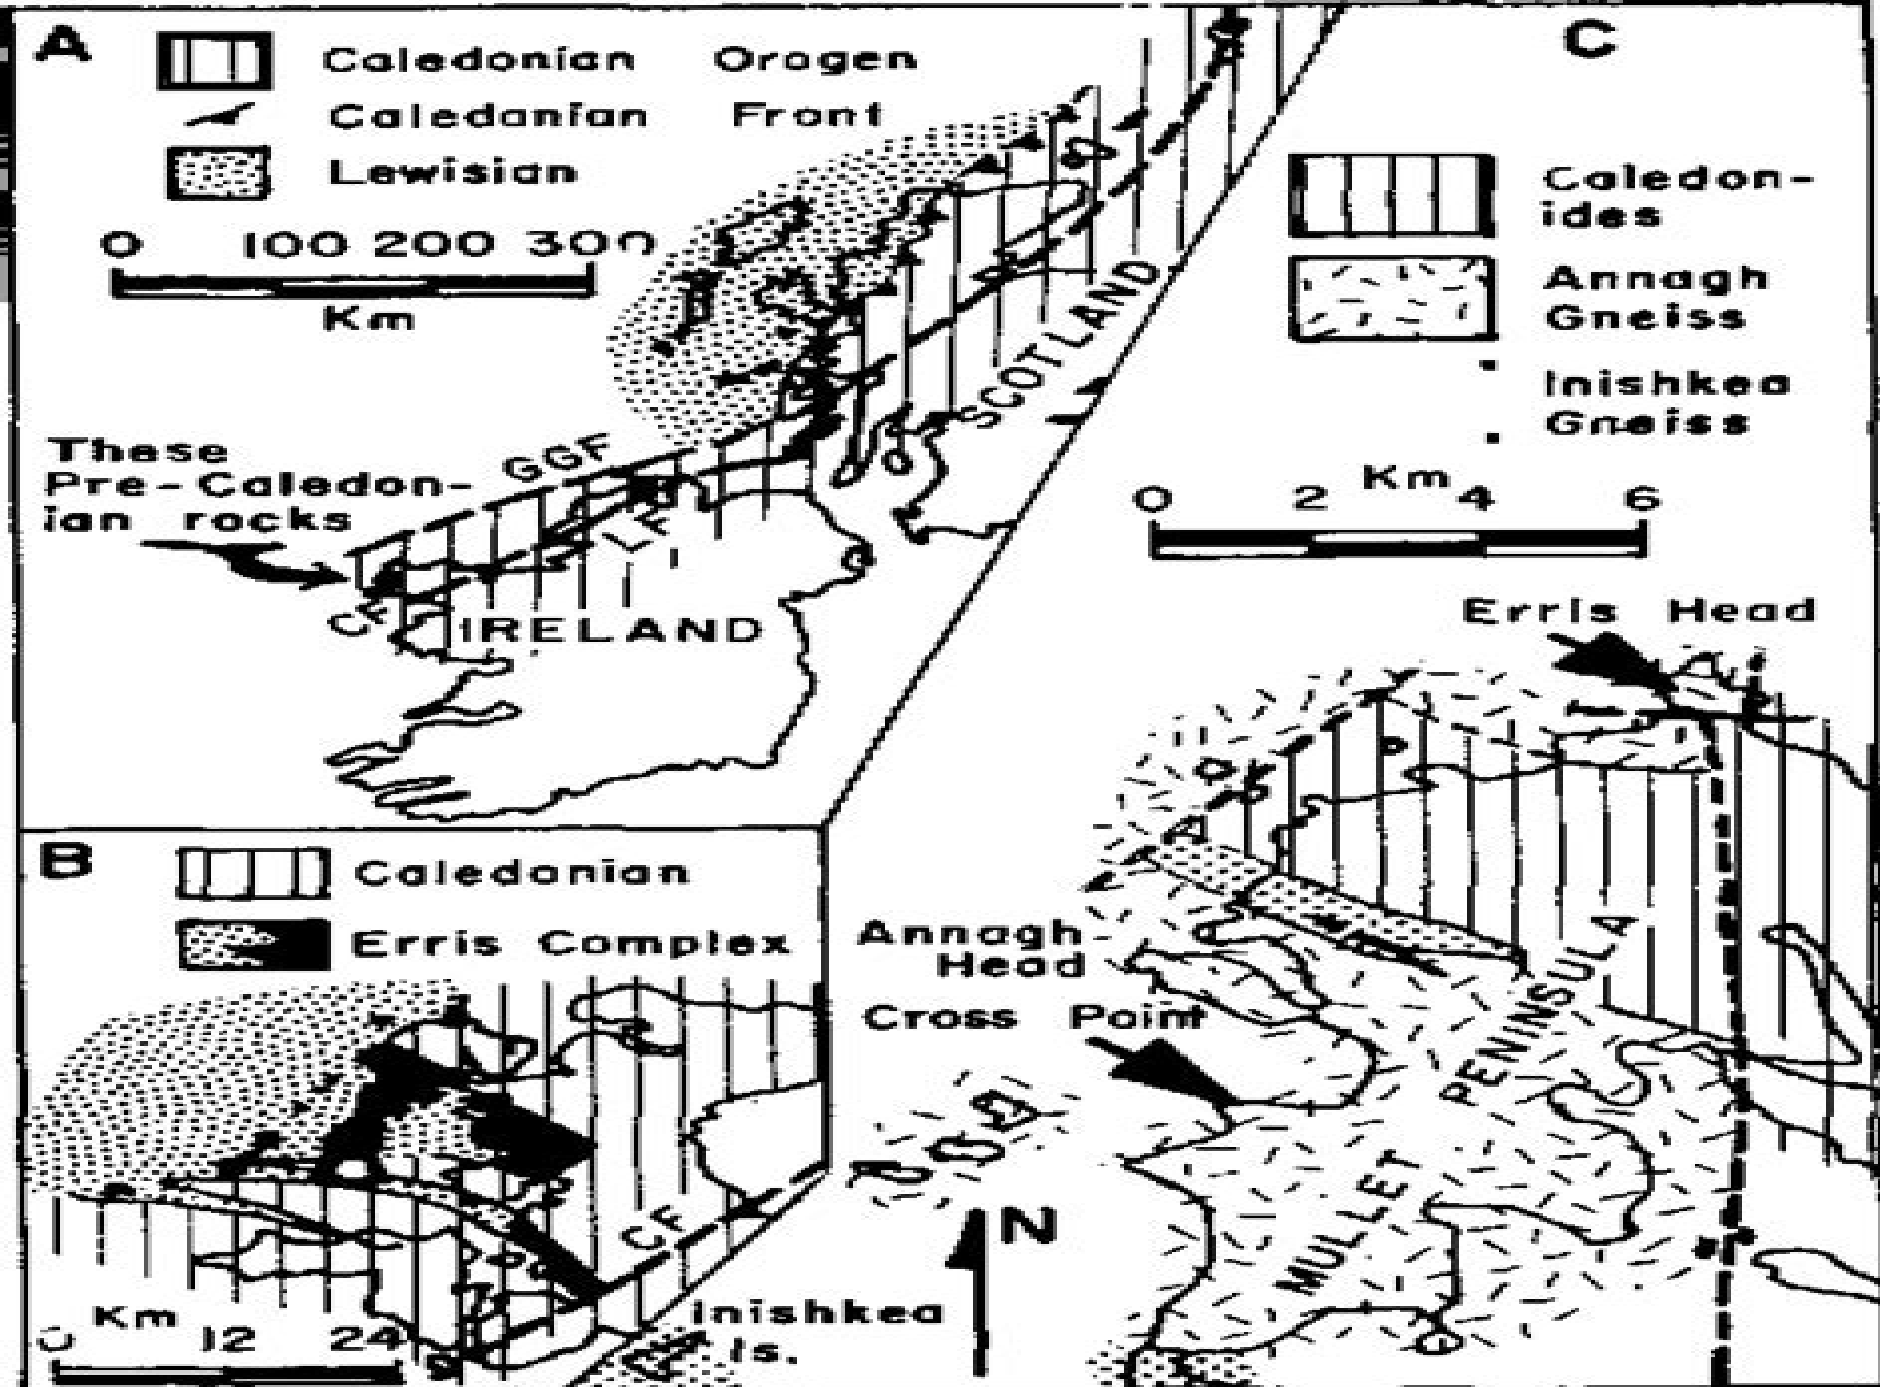 A
Caledonian Orogen
Caledonian Front
Lewisian
0 100 200 300
Km
SCOTLAND
GGF
These
Pre-Caledon-
ian rocks
LF
CF
IRELAND
B
Caledonian
Erris Complex
CF
Km
0 12 24
C
Caledon-
ides
Annagh
Gneiss
Inishkea
Gneiss
Km
0 2 4 6
Erris Head
Annagh
Head
Cross Point
MULLET PENINSULA
N
Inishkea
Is.